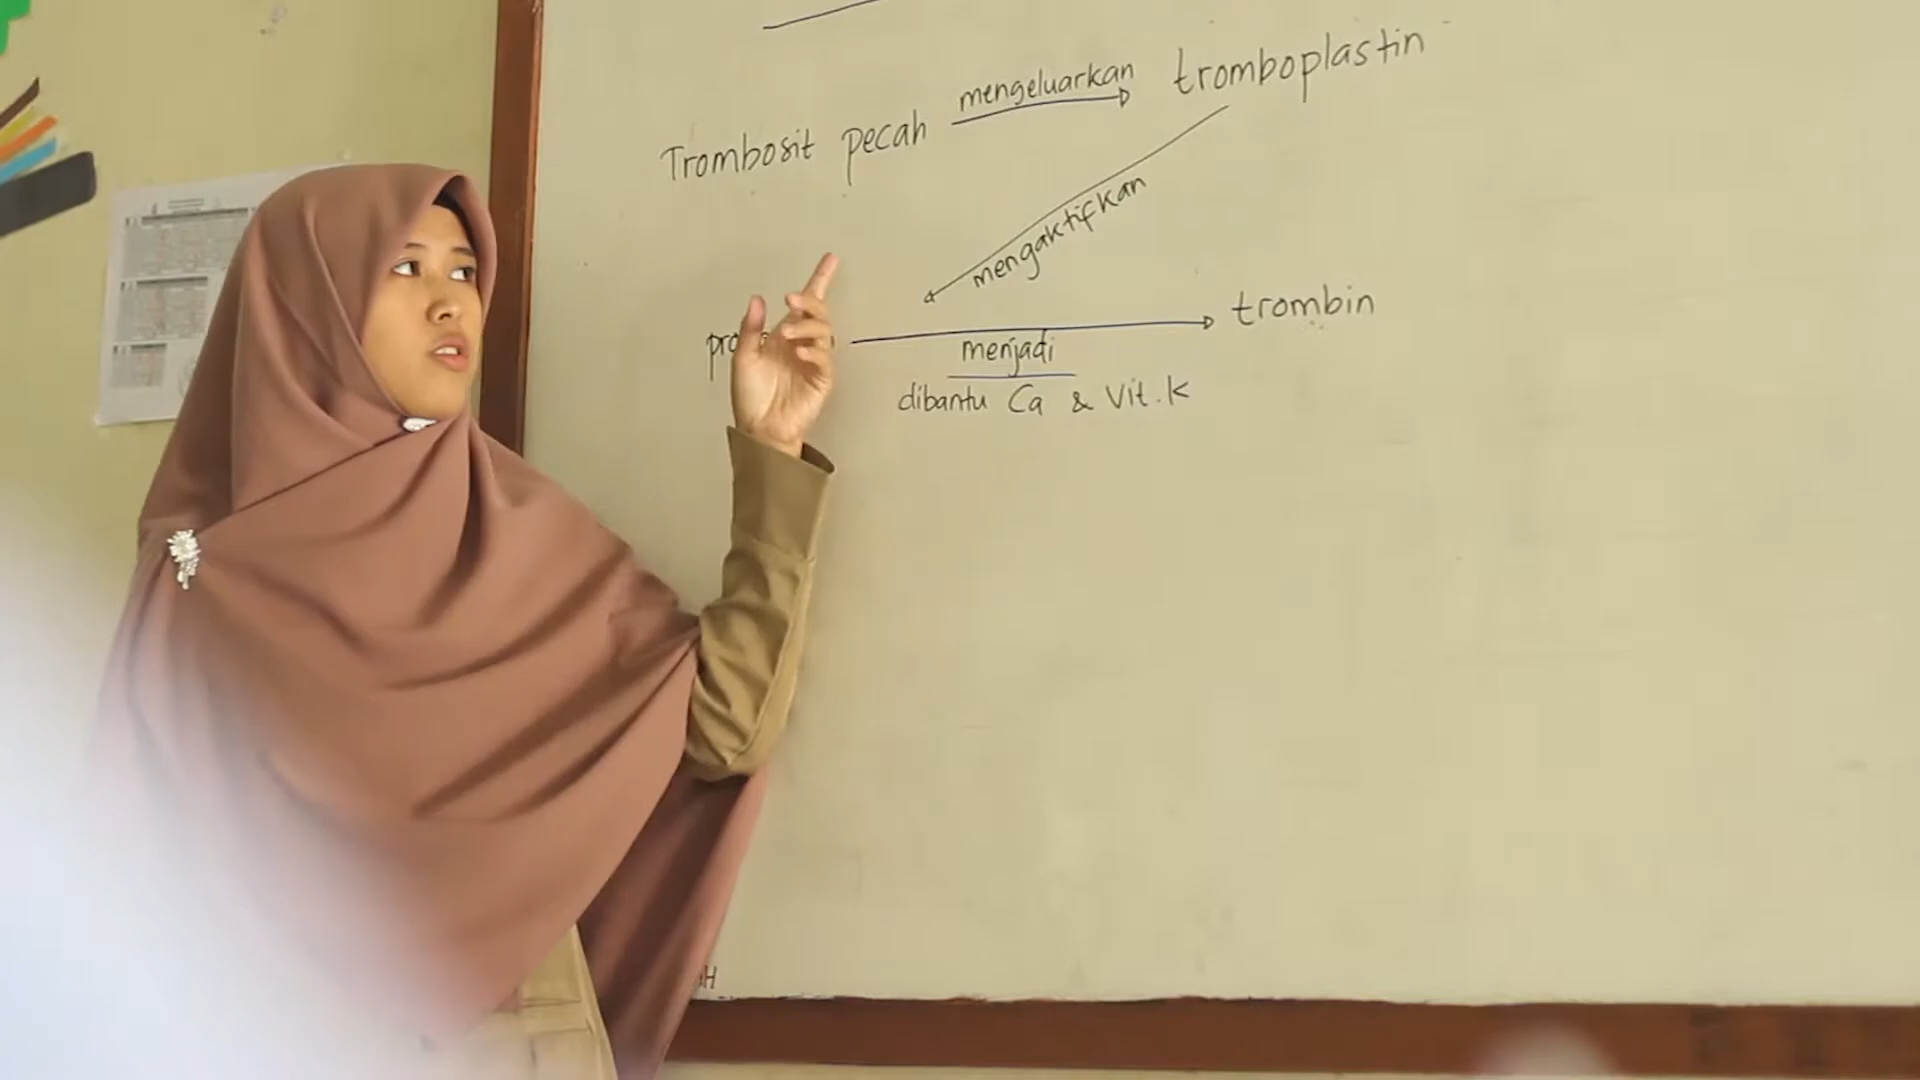 mengeluarkan
tromboplastin
Trombosit pecah
mengaktifkan
trombin
menjadi
dibantu Ca & Vit.K